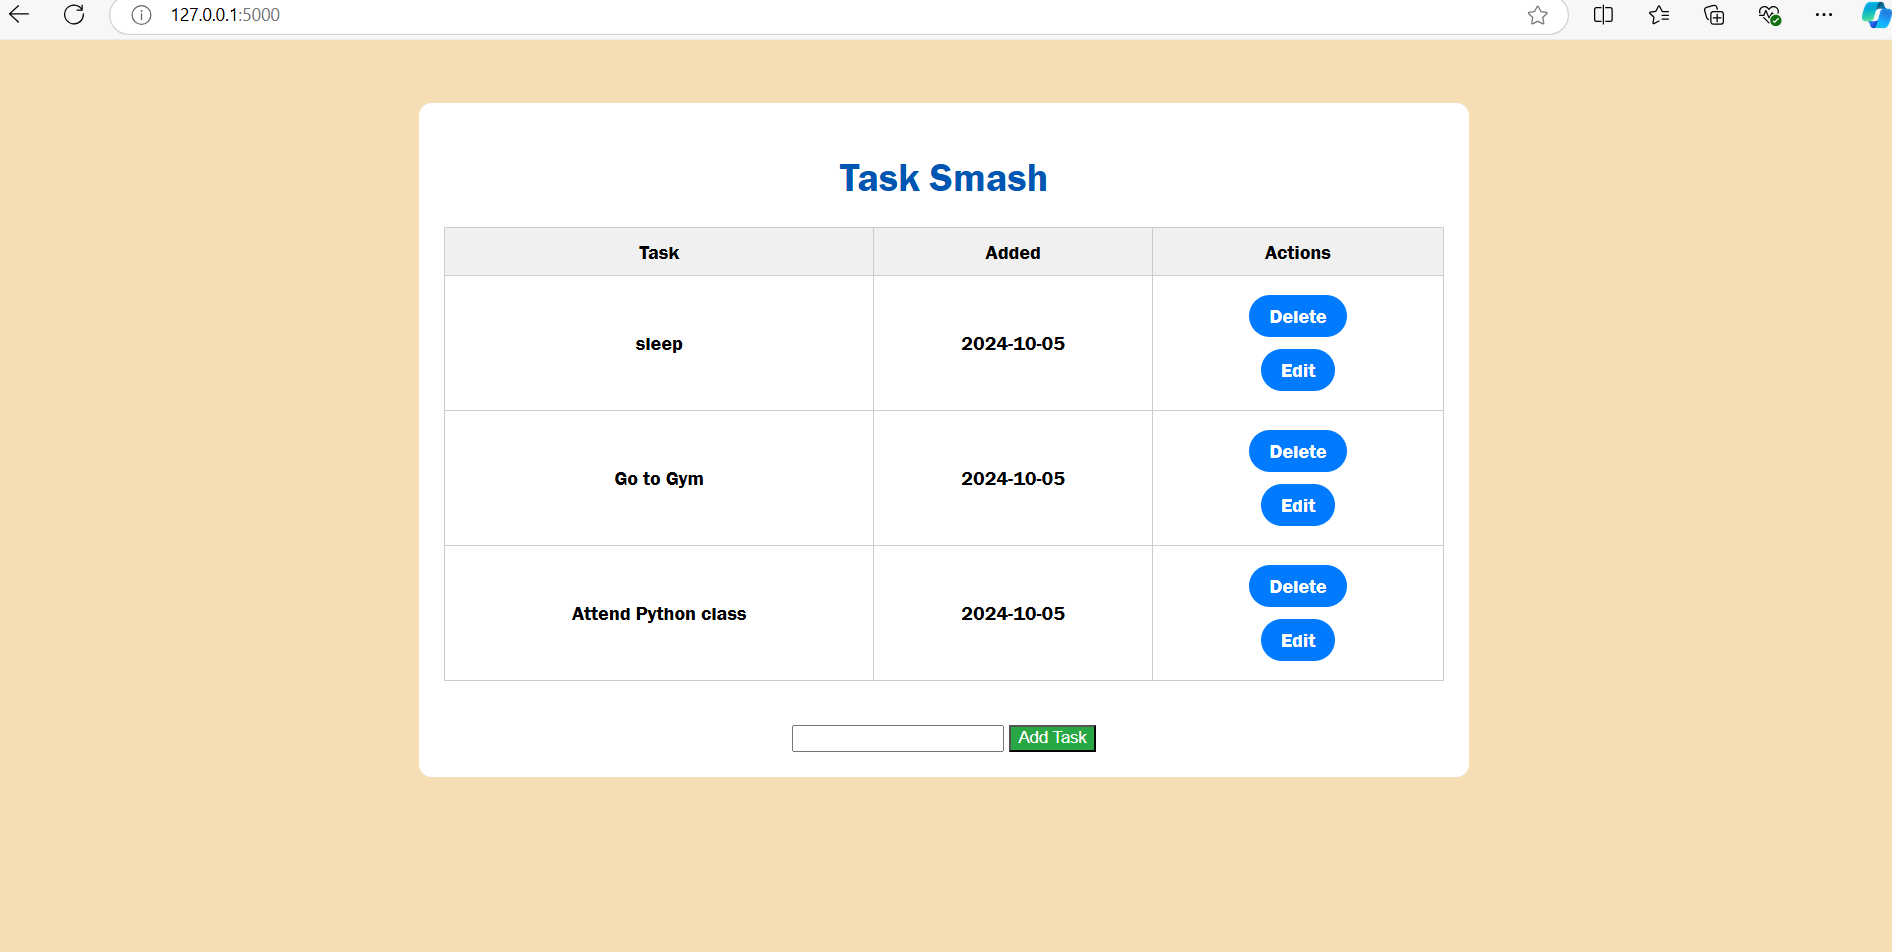 127.0.0.1:5000
Task Smash
Task Added Actions
sleep 2024-10-05 Delete
Edit
Go to Gym 2024-10-05 Delete
Edit
Attend Python class 2024-10-05 Delete
Edit
Add Task